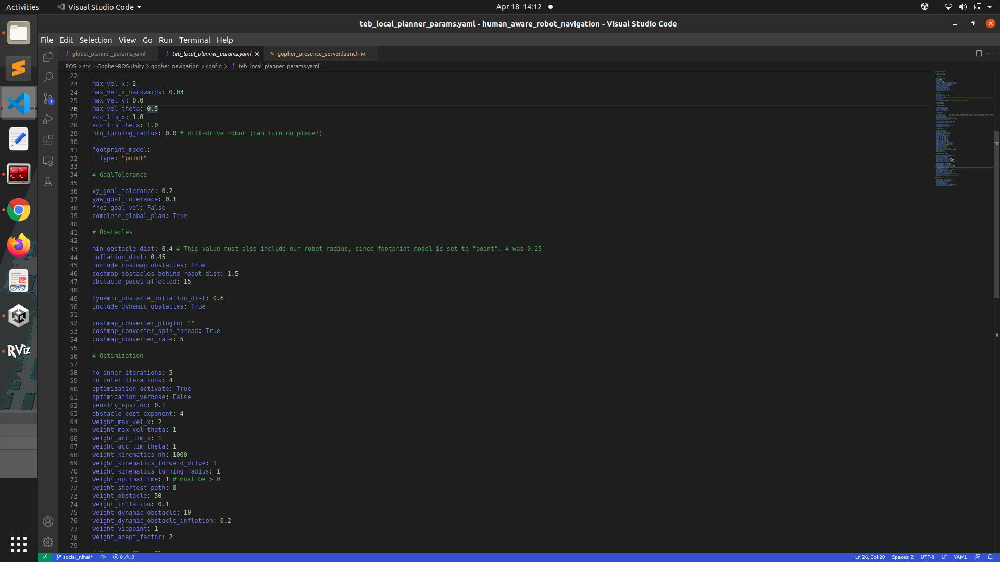 Activities
Visual Studio Code
Apr 18 14:12
teb_local_planner_params.yaml - human_aware_robot_navigation - Visual Studio Code
File Edit Selection View Go Run Terminal Help
! global_planner_params.yaml
! teb_local_planner_params.yaml
gopher_presence_server.launch M
ROS > src > Gopher-ROS-Unity > gopher_navigation > config > ! teb_local_planner_params.yaml
22
23 max_vel_x: 2
24 max_vel_x_backwards: 0.03
25 max_vel_y: 0.0
26 max_vel_theta: 0.5
27 acc_lim_x: 1.0
28 acc_lim_theta: 1.0
29 min_turning_radius: 0.0 # diff-drive robot (can turn on place!)
30
31 footprint_model:
32 type: "point"
33
34 # GoalTolerance
35
36 xy_goal_tolerance: 0.2
37 yaw_goal_tolerance: 0.1
38 free_goal_vel: False
39 complete_global_plan: True
40
41 # Obstacles
42
43 min_obstacle_dist: 0.4 # This value must also include our robot radius, since footprint_model is set to "point". # was 0.25
44 inflation_dist: 0.45
45 include_costmap_obstacles: True
46 costmap_obstacles_behind_robot_dist: 1.5
47 obstacle_poses_affected: 15
48
49 dynamic_obstacle_inflation_dist: 0.6
50 include_dynamic_obstacles: True
51
52 costmap_converter_plugin: ""
53 costmap_converter_spin_thread: True
54 costmap_converter_rate: 5
55
56 # Optimization
57
58 no_inner_iterations: 5
59 no_outer_iterations: 4
60 optimization_activate: True
61 optimization_verbose: False
62 penalty_epsilon: 0.1
63 obstacle_cost_exponent: 4
64 weight_max_vel_x: 2
65 weight_max_vel_theta: 1
66 weight_acc_lim_x: 1
67 weight_acc_lim_theta: 1
68 weight_kinematics_nh: 1000
69 weight_kinematics_forward_drive: 1
70 weight_kinematics_turning_radius: 1
71 weight_optimaltime: 1 # must be > 0
72 weight_shortest_path: 0
73 weight_obstacle: 50
74 weight_inflation: 0.1
75 weight_dynamic_obstacle: 10
76 weight_dynamic_obstacle_inflation: 0.2
77 weight_viapoint: 1
78 weight_adapt_factor: 2
79
2
RViz
social_nihal*
0
0
Ln 26, Col 20
Spaces: 2
UTF-8
LF
YAML